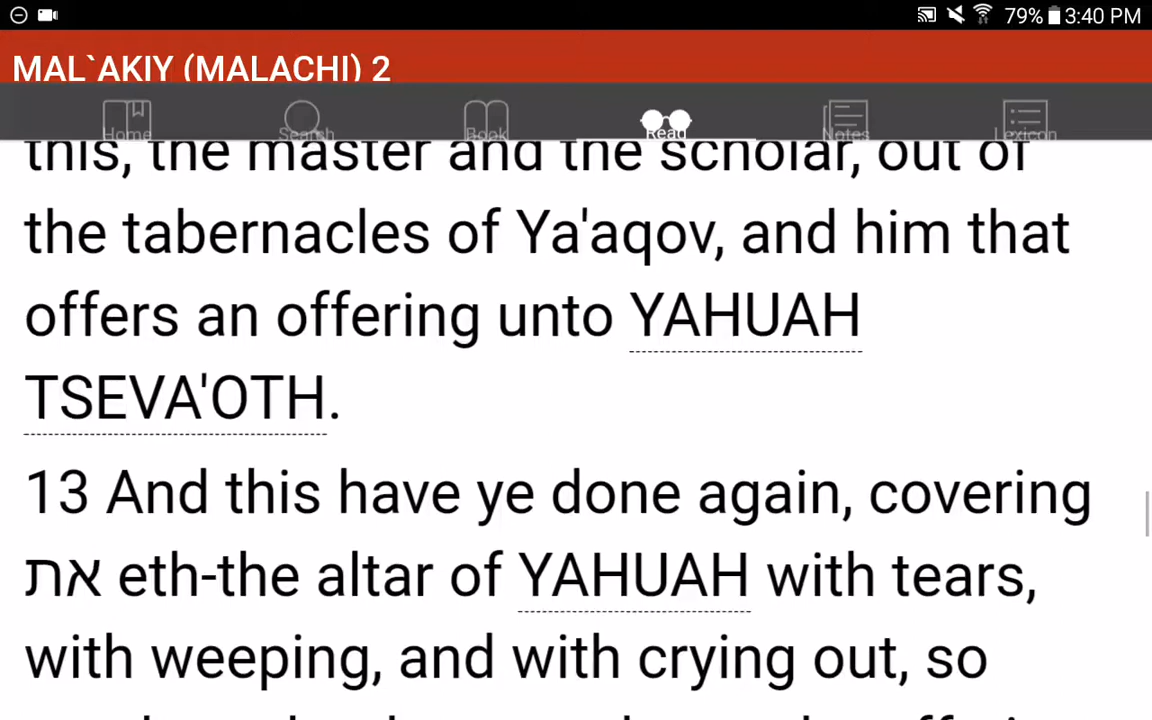 79% 3:40 PM
MAL`AKIY (MALACHI) 2
Home Search Book Read Notes Lexicon
this, the master and the scholar, out of
the tabernacles of Ya'aqov, and him that
offers an offering unto YAHUAH
TSEVA'OTH.
13 And this have ye done again, covering
את eth-the altar of YAHUAH with tears,
with weeping, and with crying out, so